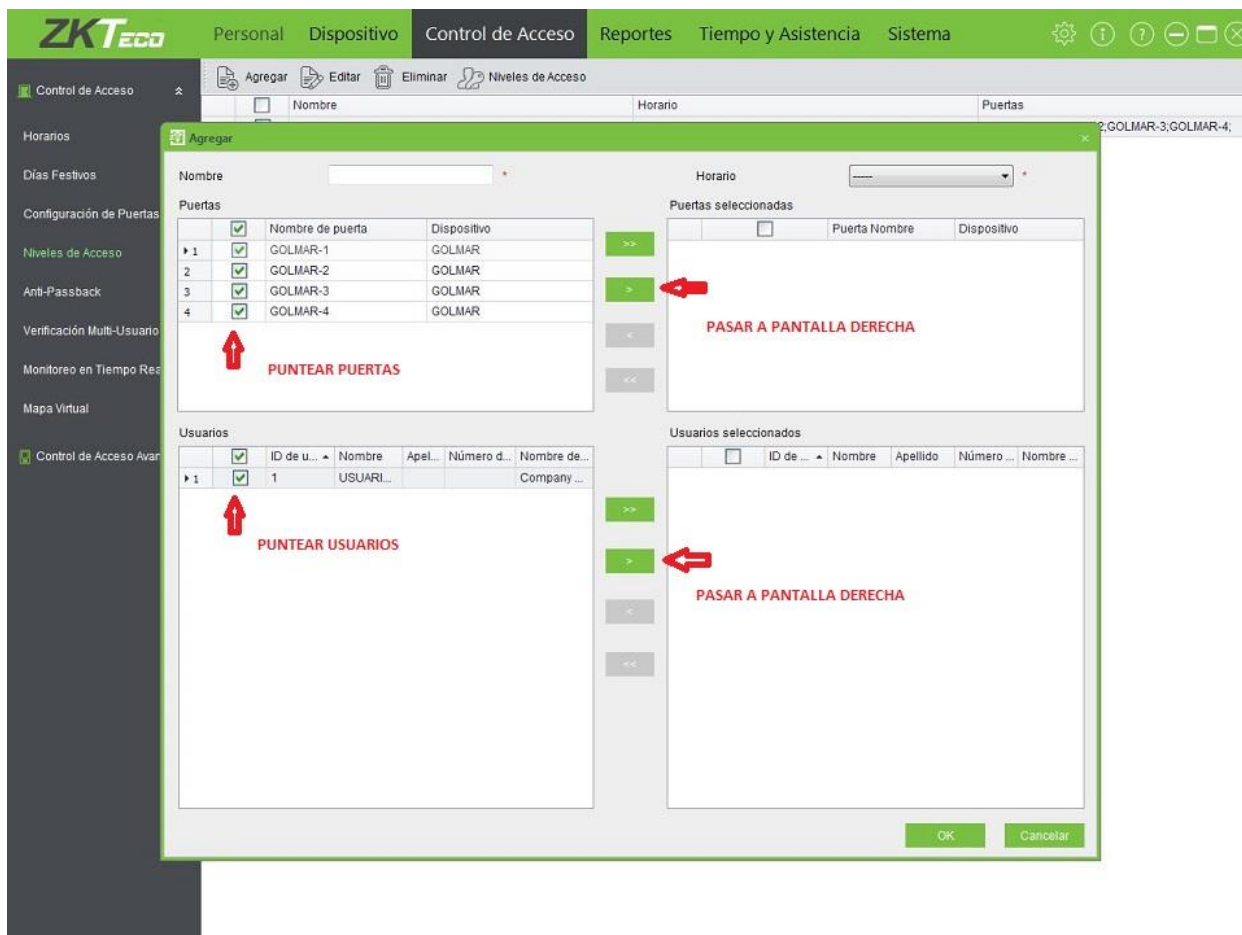 ZKTeco
Personal Dispositivo Control de Acceso Reportes Tiempo y Asistencia Sistema
Agregar Editar Eliminar Niveles de Acceso
Control de Acceso
Nombre Horario Puertas
2;GOLMAR-3;GOLMAR-4;
Horarios
Días Festivos
Configuración de Puertas
Niveles de Acceso
Anti-Passback
Verificación Multi-Usuario
Monitoreo en Tiempo Rea
Mapa Virtual
Control de Acceso Avan
Agregar
Nombre * Horario ----- *
Puertas Puertas seleccionadas
Nombre de puerta Dispositivo Puerta Nombre Dispositivo
1 GOLMAR-1 GOLMAR
2 GOLMAR-2 GOLMAR
3 GOLMAR-3 GOLMAR
4 GOLMAR-4 GOLMAR
>>
>
<
<<
PASAR A PANTALLA DERECHA
PUNTEAR PUERTAS
Usuarios Usuarios seleccionados
ID de u... Nombre Apel... Número d... Nombre de... ID de ... Nombre Apellido Número ... Nombre ...
1 1 USUARI... Company ...
>>
>
<
<<
PUNTEAR USUARIOS
PASAR A PANTALLA DERECHA
OK Cancelar